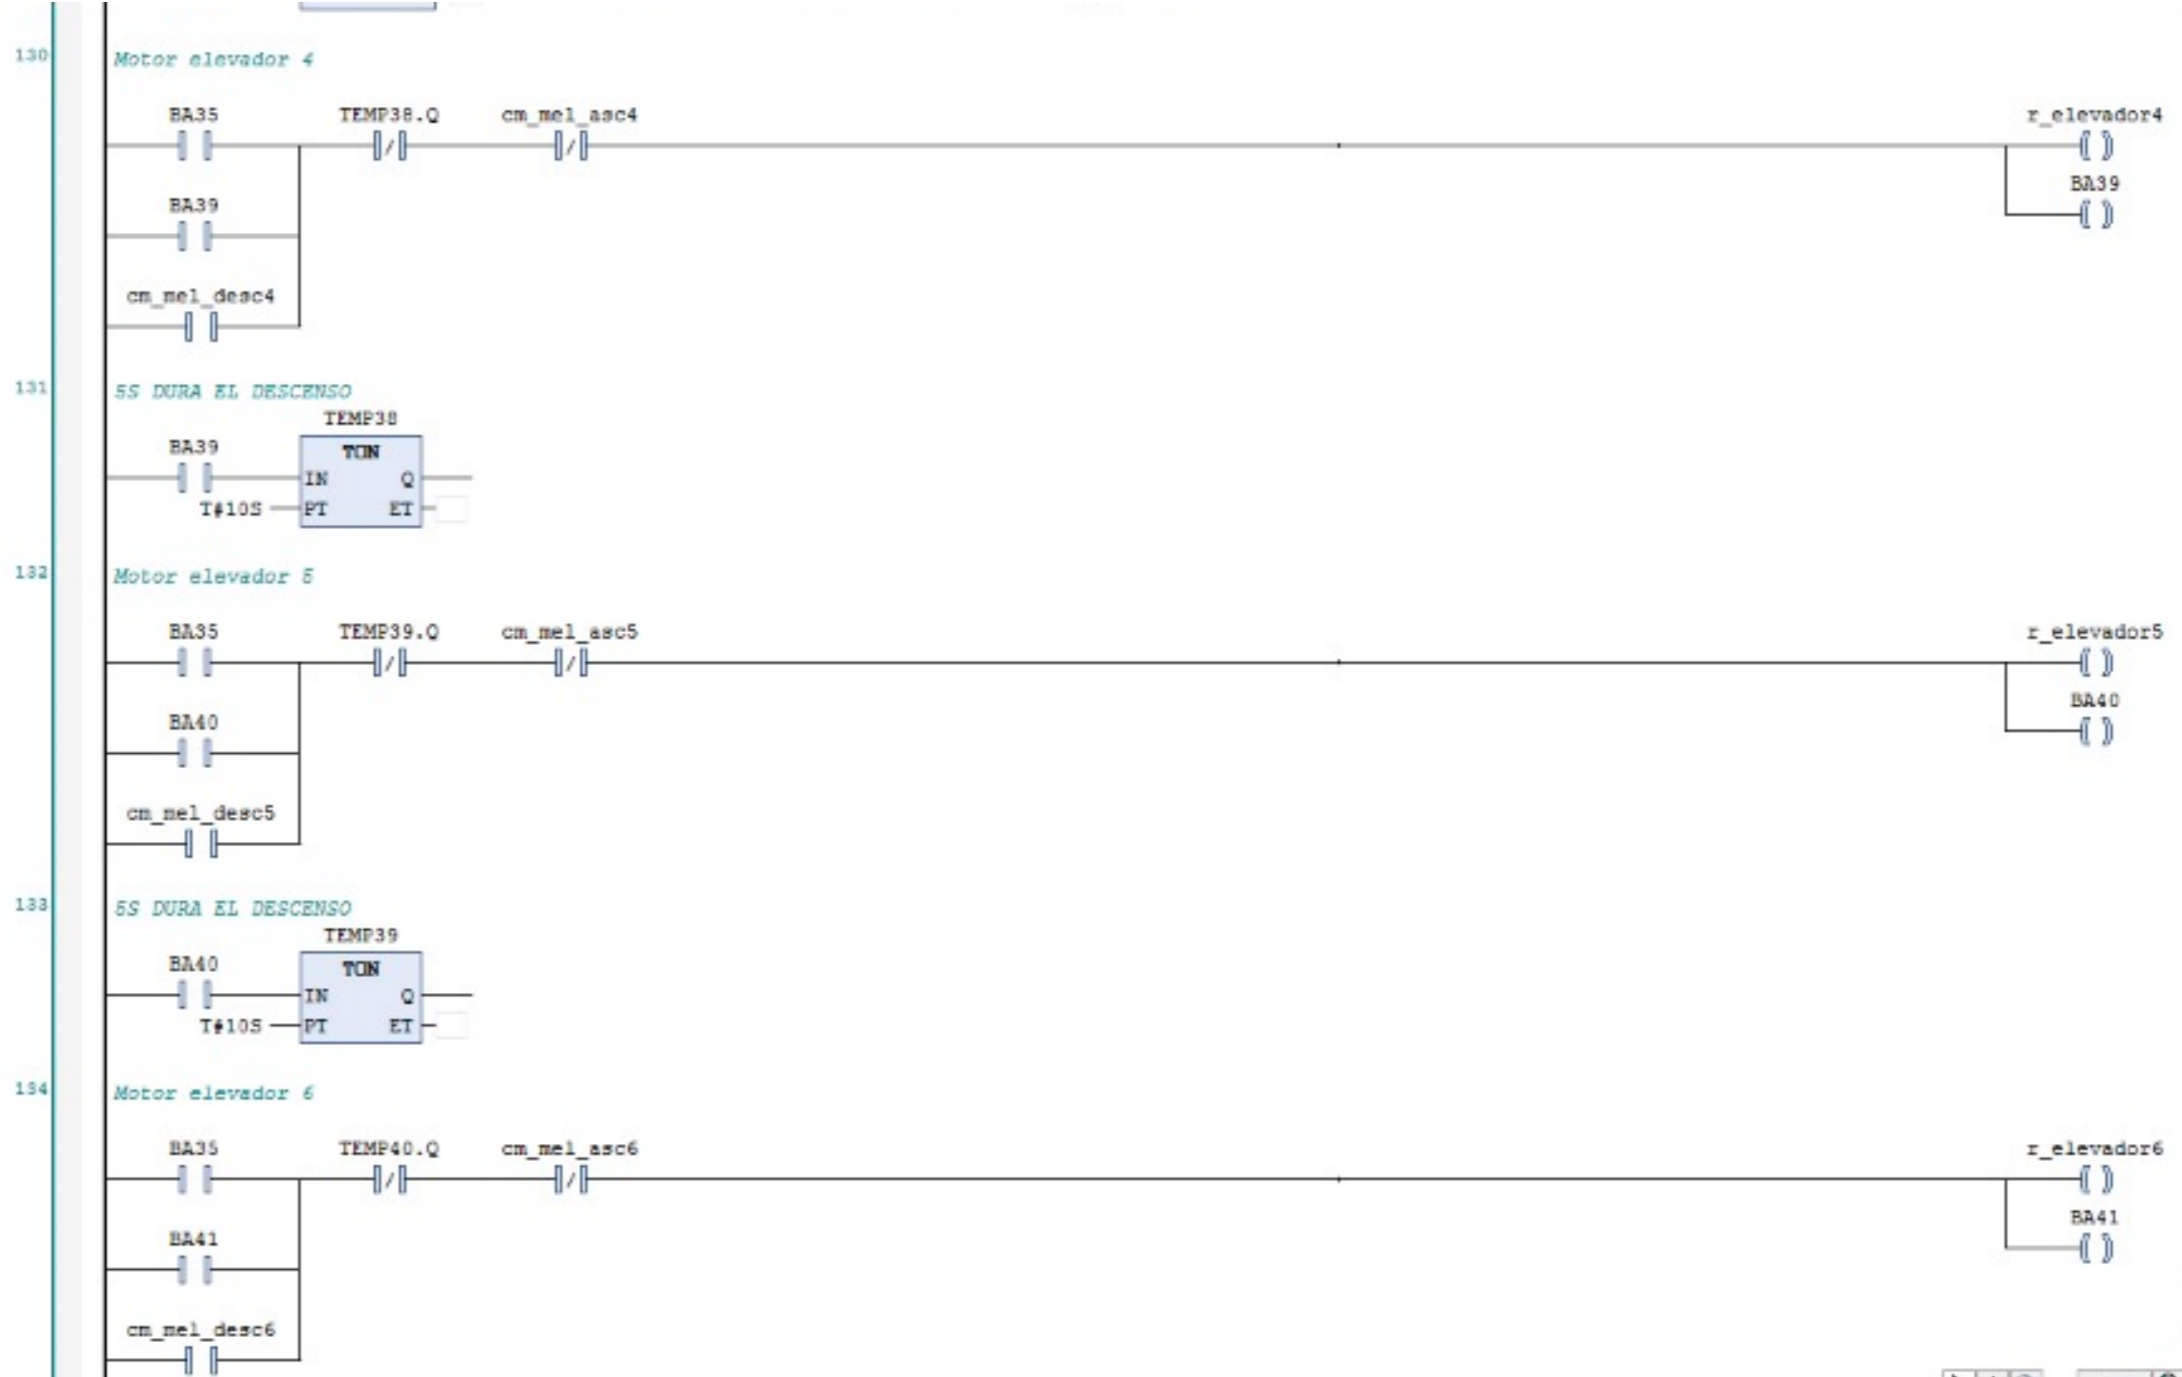 130
Motor elevador 4
BA35 TEMP38.Q cm_mel_asc4 r_elevador4
BA39
BA39
cm_mel_desc4
131
5S DURA EL DESCENSO
TEMP38
BA39 TON
IN Q
T#10S PT ET
132
Motor elevador 5
BA35 TEMP39.Q cm_mel_asc5 r_elevador5
BA40
BA40
cm_mel_desc5
133
5S DURA EL DESCENSO
TEMP39
BA40 TON
IN Q
T#10S PT ET
134
Motor elevador 6
BA35 TEMP40.Q cm_mel_asc6 r_elevador6
BA41
BA41
cm_mel_desc6